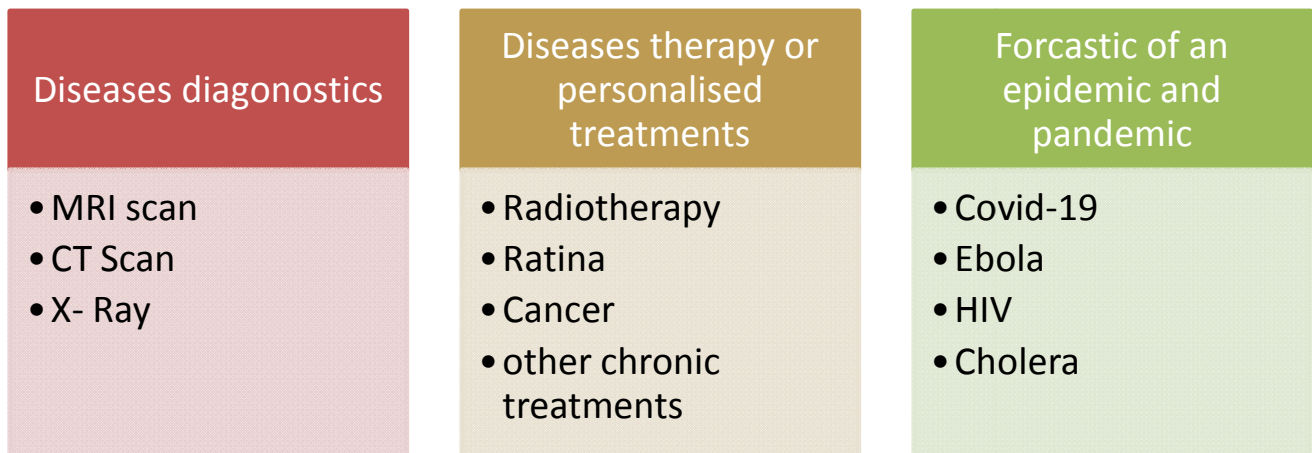 Diseases diagonostics
• MRI scan
• CT Scan
• X- Ray
Diseases therapy or
personalised
treatments
• Radiotherapy
• Ratina
• Cancer
• other chronic
treatments
Forcastic of an
epidemic and
pandemic
• Covid-19
• Ebola
• HIV
• Cholera